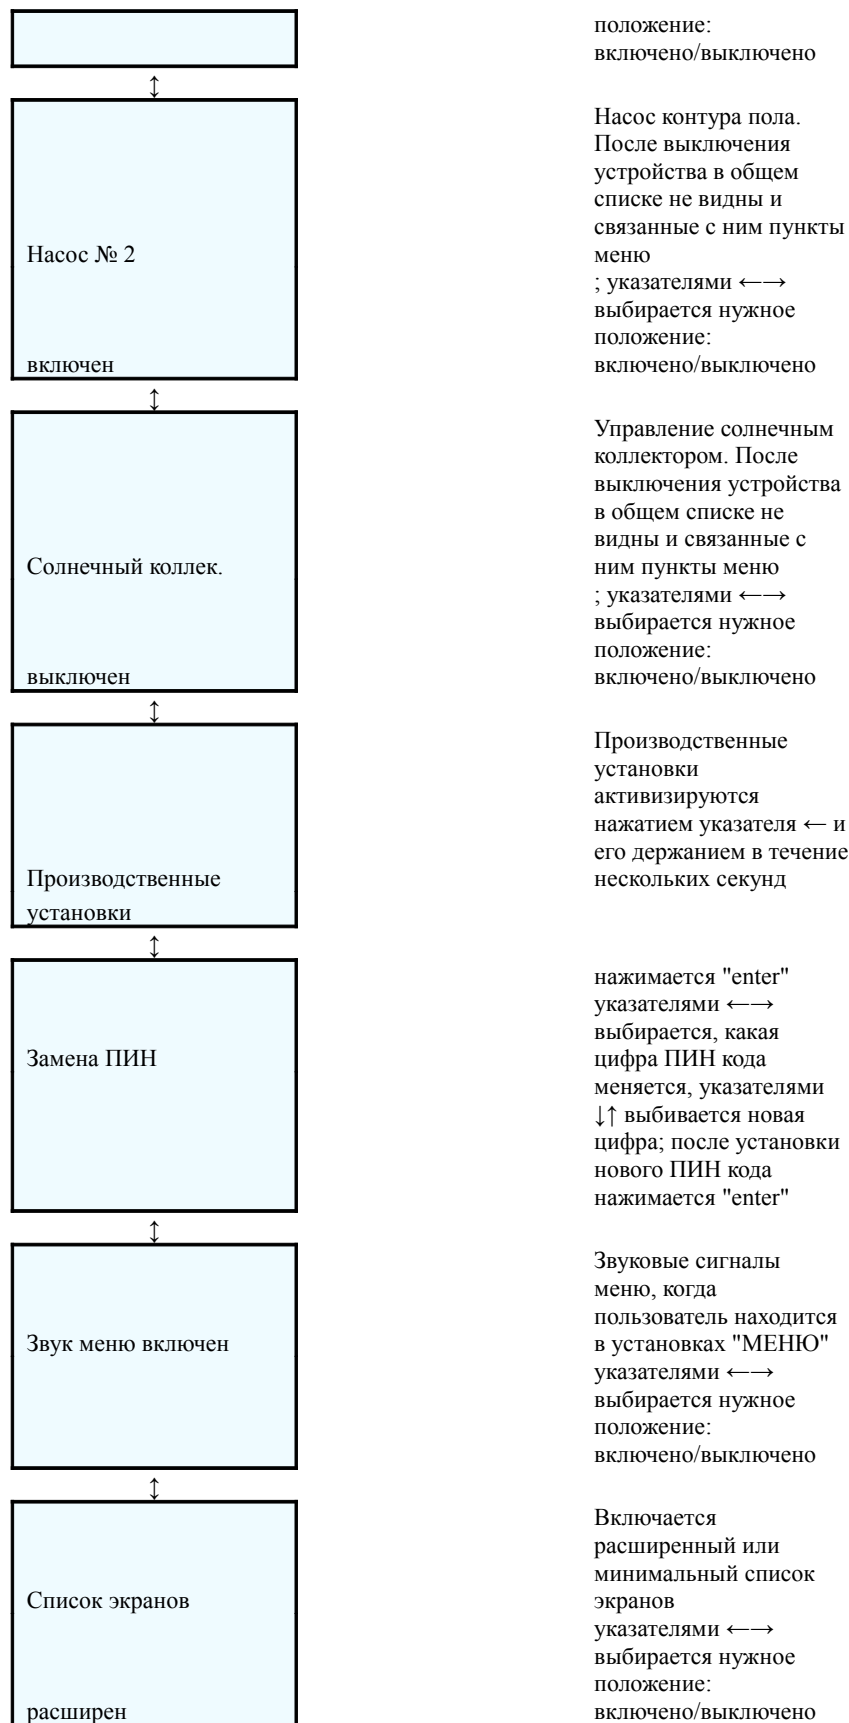 положение:
включено/выключено
↕
Насос контура пола.
После выключения
устройства в общем
списке не видны и
связанные с ним пункты
меню
; указателями ←→
выбирается нужное
положение:
включено/выключено
Насос № 2
включен
↕
Управление солнечным
коллектором. После
выключения устройства
в общем списке не
видны и связанные с
ним пункты меню
; указателями ←→
выбирается нужное
положение:
включено/выключено
Солнечный коллек.
выключен
↕
Производственные
установки
активизируются
нажатием указателя ← и
его держанием в течение
нескольких секунд
Производственные
установки
↕
нажимается "enter"
указателями ←→
выбирается, какая
цифра ПИН кода
меняется, указателями
↓↑ выбивается новая
цифра; после установки
нового ПИН кода
нажимается "enter"
Замена ПИН
↕
Звуковые сигналы
меню, когда
пользователь находится
в установках "МЕНЮ"
указателями ←→
выбирается нужное
положение:
включено/выключено
Звук меню включен
↕
Включается
расширенный или
минимальный список
экранов
указателями ←→
выбирается нужное
положение:
включено/выключено
Список экранов
расширен